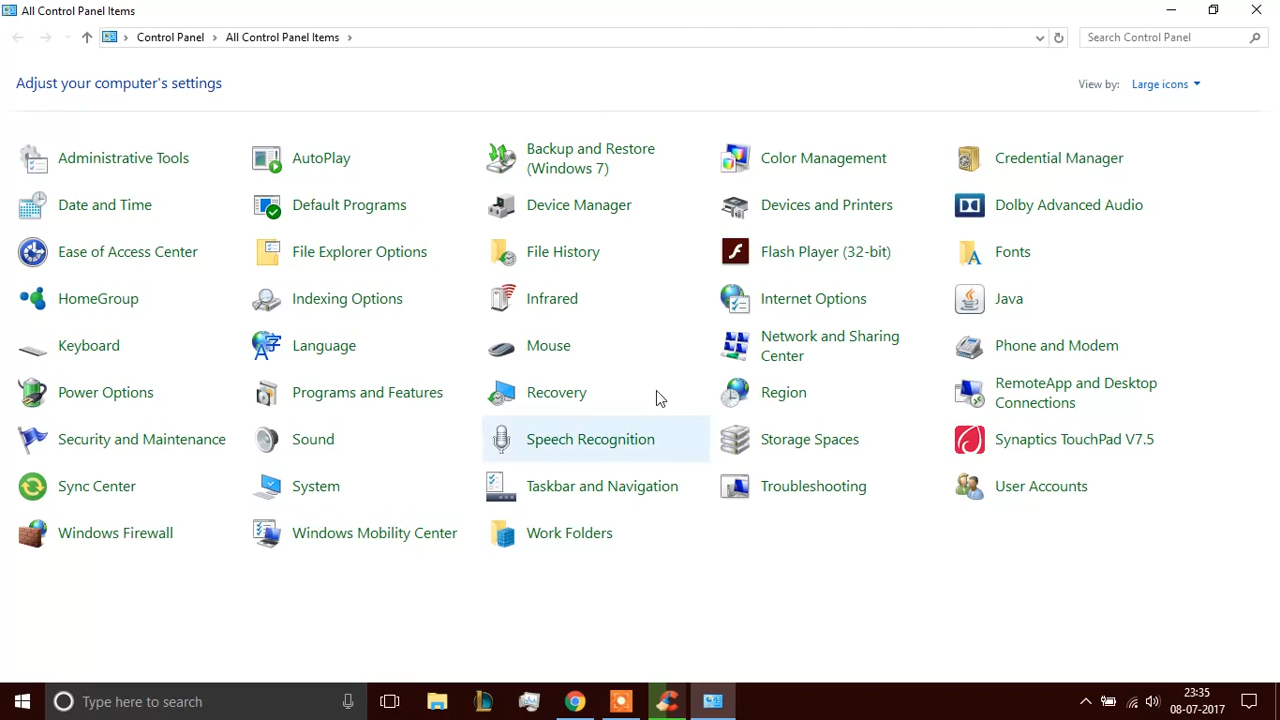 All Control Panel Items
Control Panel > All Control Panel Items >
Search Control Panel
Adjust your computer's settings
View by: Large icons
Administrative Tools
AutoPlay
Backup and Restore
(Windows 7)
Color Management
Credential Manager
Date and Time
Default Programs
Device Manager
Devices and Printers
Dolby Advanced Audio
Ease of Access Center
File Explorer Options
File History
Flash Player (32-bit)
Fonts
HomeGroup
Indexing Options
Infrared
Internet Options
Java
Keyboard
Language
Mouse
Network and Sharing
Center
Phone and Modem
Power Options
Programs and Features
Recovery
Region
RemoteApp and Desktop
Connections
Security and Maintenance
Sound
Speech Recognition
Storage Spaces
Synaptics TouchPad V7.5
Sync Center
System
Taskbar and Navigation
Troubleshooting
User Accounts
Windows Firewall
Windows Mobility Center
Work Folders
Type here to search
23:35
08-07-2017